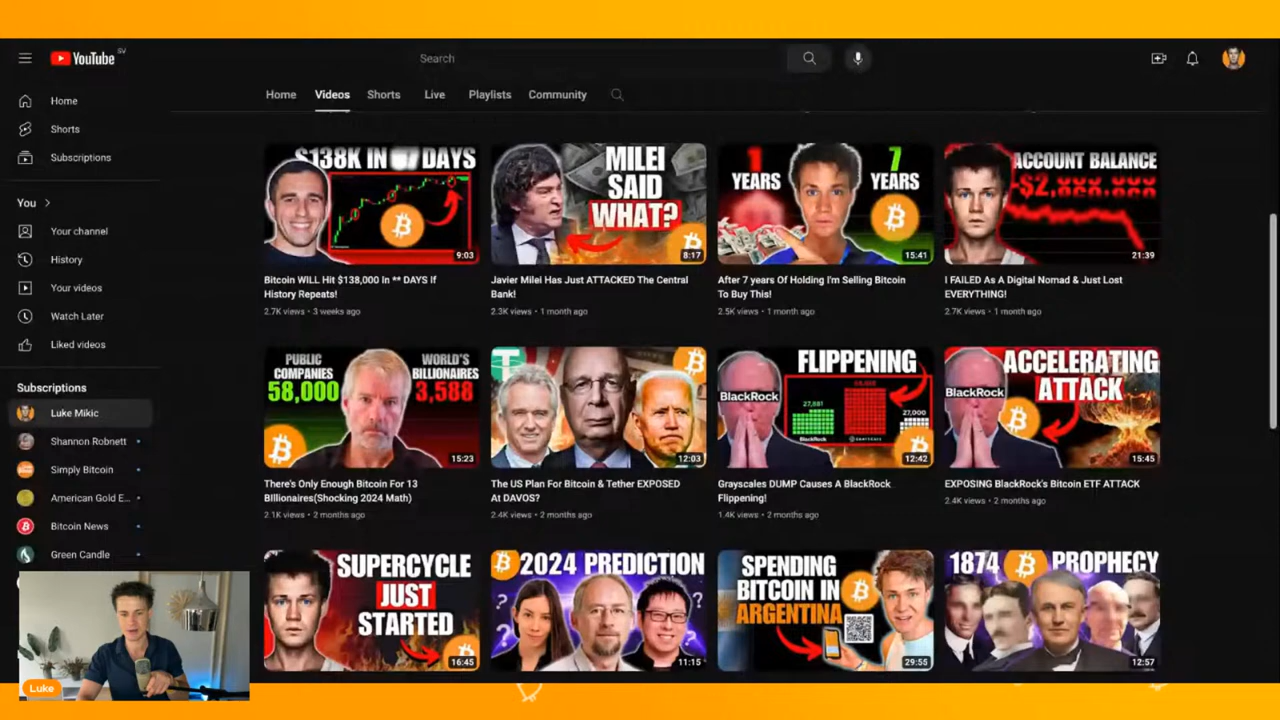 YouTube SV
Search
Home Videos Shorts Live Playlists Community
Home
Shorts
Subscriptions
You
Your channel
History
Your videos
Watch Later
Liked videos
Subscriptions
Luke Mikic
Shannon Robnett
Simply Bitcoin
American Gold E...
Bitcoin News
Green Candle
$138K IN DAYS
9:03
Bitcoin WILL Hit $138,000 in ** DAYS If
History Repeats!
2.7K views • 3 weeks ago
MILEI
SAID
WHAT?
8:17
Javier Milei Has Just ATTACKED The Central
Bank!
2.3K views • 1 month ago
1 7
YEARS YEARS
15:41
After 7 years Of Holding I'm Selling Bitcoin
To Buy This!
2.5K views • 1 month ago
ACCOUNT BALANCE
21:39
I FAILED As A Digital Nomad & Just Lost
EVERYTHING!
2.7K views • 1 month ago
PUBLIC WORLD'S
COMPANIES BILLIONAIRES
58,000 3,588
15:23
There's Only Enough Bitcoin For 13
BIllionaires(Shocking 2024 Math)
2.1K views • 2 months ago
12:03
The US Plan For Bitcoin & Tether EXPOSED
At DAVOS?
2.4K views • 2 months ago
FLIPPENING
BlackRock
27,000
BlackRock
12:42
Grayscales DUMP Causes A BlackRock
Flippening!
1.4K views • 2 months ago
ACCELERATING
ATTACK
BlackRock
15:45
EXPOSING BlackRock's Bitcoin ETF ATTACK
2.4K views • 2 months ago
SUPERCYCLE
JUST
STARTED
16:45
2024 PREDICTION
11:15
SPENDING
BITCOIN IN
ARGENTINA
29:55
1874 PROPHECY
12:57
Luke